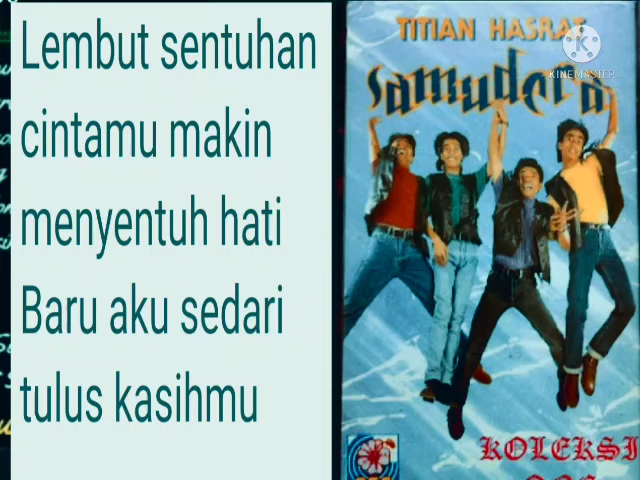 Lembut sentuhan
cintamu makin
menyentuh hati
Baru aku sedari
tulus kasihmu
TITIAN HASRAT
samudera
KINEMASTER
KOLEKSI